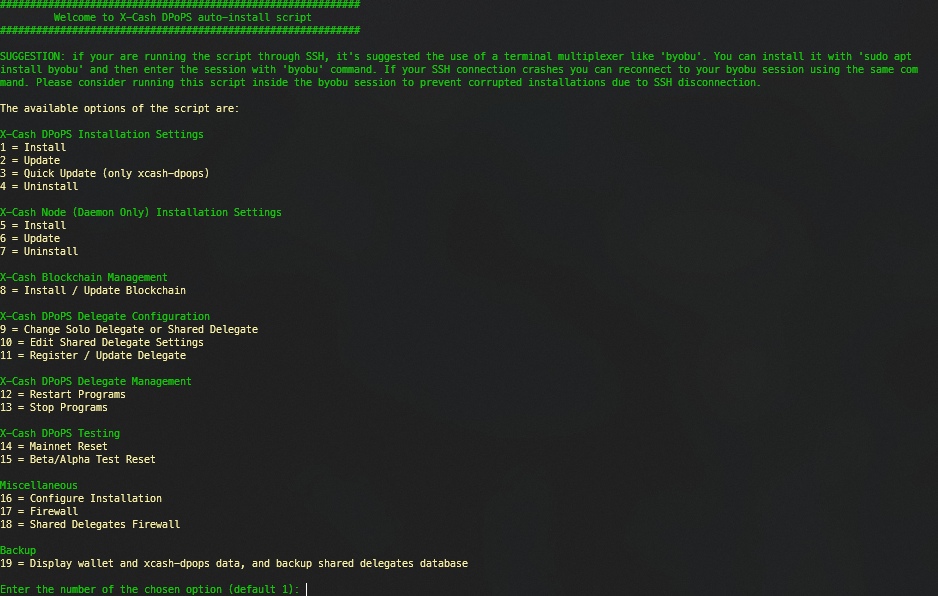 ############################################################
Welcome to X-Cash DPoPS auto-install script
############################################################
SUGGESTION: if your are running the script through SSH, it's suggested the use of a terminal multiplexer like 'byobu'. You can install it with 'sudo apt
install byobu' and then enter the session with 'byobu' command. If your SSH connection crashes you can reconnect to your byobu session using the same com
mand. Please consider running this script inside the byobu session to prevent corrupted installations due to SSH disconnection.
The available options of the script are:
X-Cash DPoPS Installation Settings
1 = Install
2 = Update
3 = Quick Update (only xcash-dpops)
4 = Uninstall
X-Cash Node (Daemon Only) Installation Settings
5 = Install
6 = Update
7 = Uninstall
X-Cash Blockchain Management
8 = Install / Update Blockchain
X-Cash DPoPS Delegate Configuration
9 = Change Solo Delegate or Shared Delegate
10 = Edit Shared Delegate Settings
11 = Register / Update Delegate
X-Cash DPoPS Delegate Management
12 = Restart Programs
13 = Stop Programs
X-Cash DPoPS Testing
14 = Mainnet Reset
15 = Beta/Alpha Test Reset
Miscellaneous
16 = Configure Installation
17 = Firewall
18 = Shared Delegates Firewall
Backup
19 = Display wallet and xcash-dpops data, and backup shared delegates database
Enter the number of the chosen option (default 1):